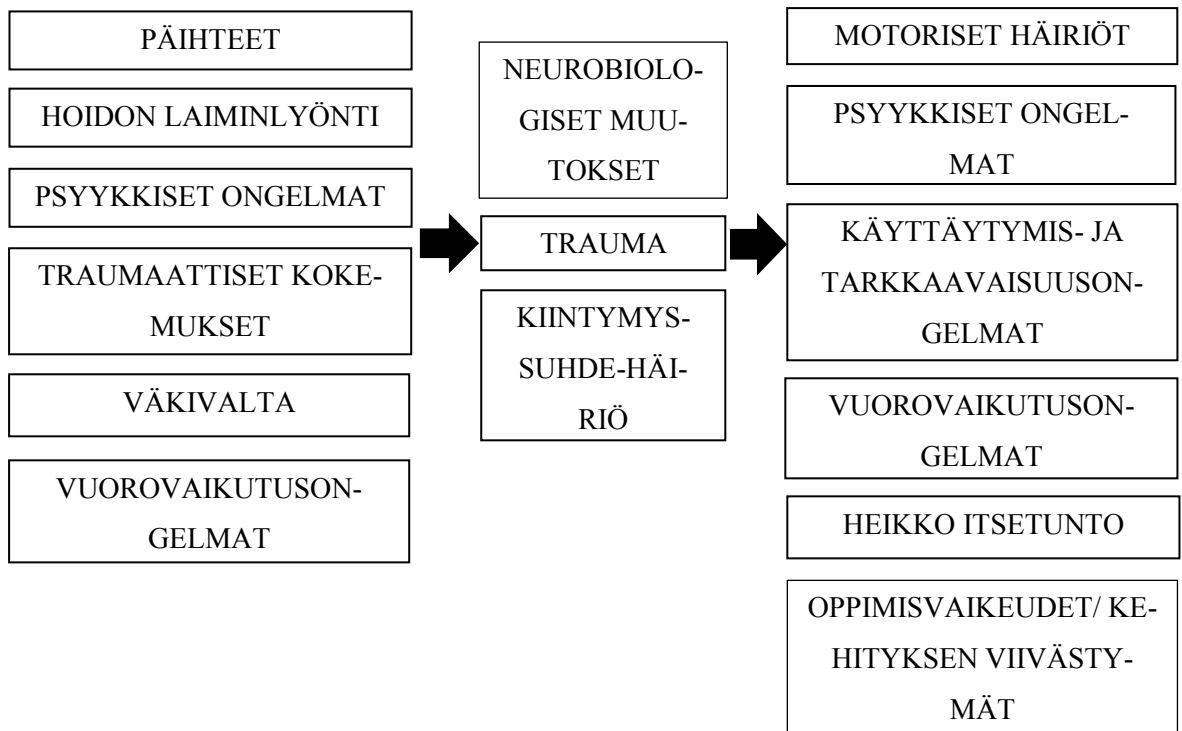 PÄIHTEET
HOIDON LAIMINLYÖNTI
PSYYKKISET ONGELMAT
TRAUMAATTISET KOKE-
MUKSET
VÄKIVALTA
VUOROVAIKUTUSON-
GELMAT
NEUROBIOLO-
GISET MUU-
TOKSET
TRAUMA
KIINTYMYS-
SUHDE-HÄI-
RIÖ
MOTORISET HÄIRIÖT
PSYYKKISET ONGEL-
MAT
KÄYTTÄYTYMIS- JA
TARKKAAVAISUUSON-
GELMAT
VUOROVAIKUTUSON-
GELMAT
HEIKKO ITSETUNTO
OPPIMISVAIKEUDET/ KE-
HITYKSEN VIIVÄSTY-
MÄT